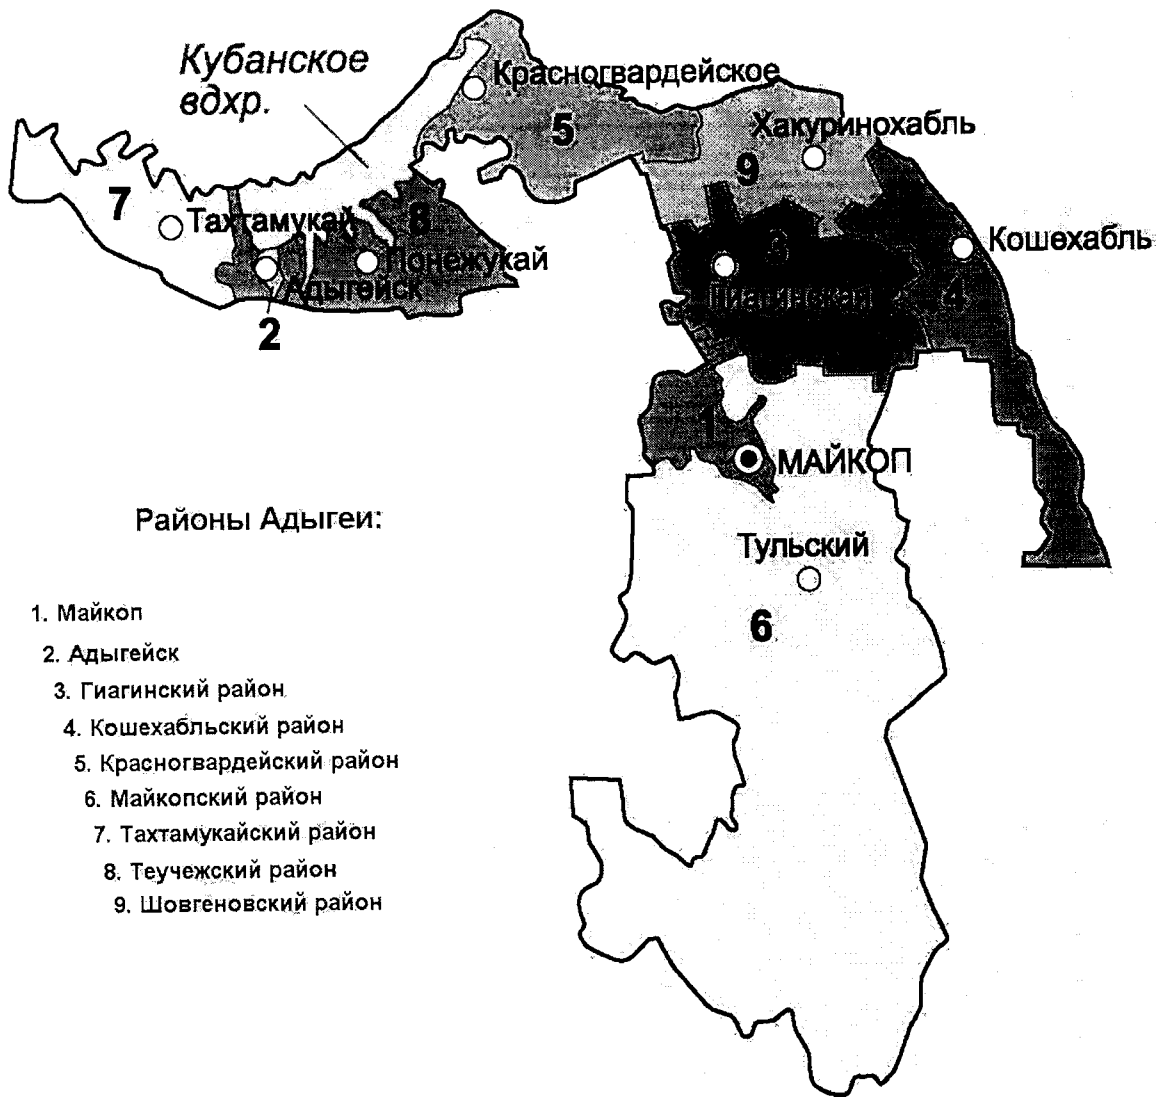 Кубанское
вдхр.
Красногвардейское
5
Хакуринохабль
9
7
Тахтамукай
8
Понежукай
Адыгейск
2
3
Гиагинская
Кошехабль
4
1
МАЙКОП
Тульский
6
Районы Адыгеи:
1. Майкоп
2. Адыгейск
3. Гиагинский район
4. Кошехабльский район
5. Красногвардейский район
6. Майкопский район
7. Тахтамукайский район
8. Теучежский район
9. Шовгеновский район